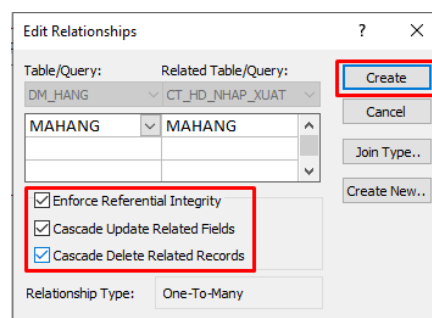 Edit Relationships
Table/Query:
Related Table/Query:
Create
DM_HANG
CT_HD_NHAP_XUAT
Cancel
MAHANG
MAHANG
Join Type..
Create New..
Enforce Referential Integrity
Cascade Update Related Fields
Cascade Delete Related Records
Relationship Type:
One-To-Many